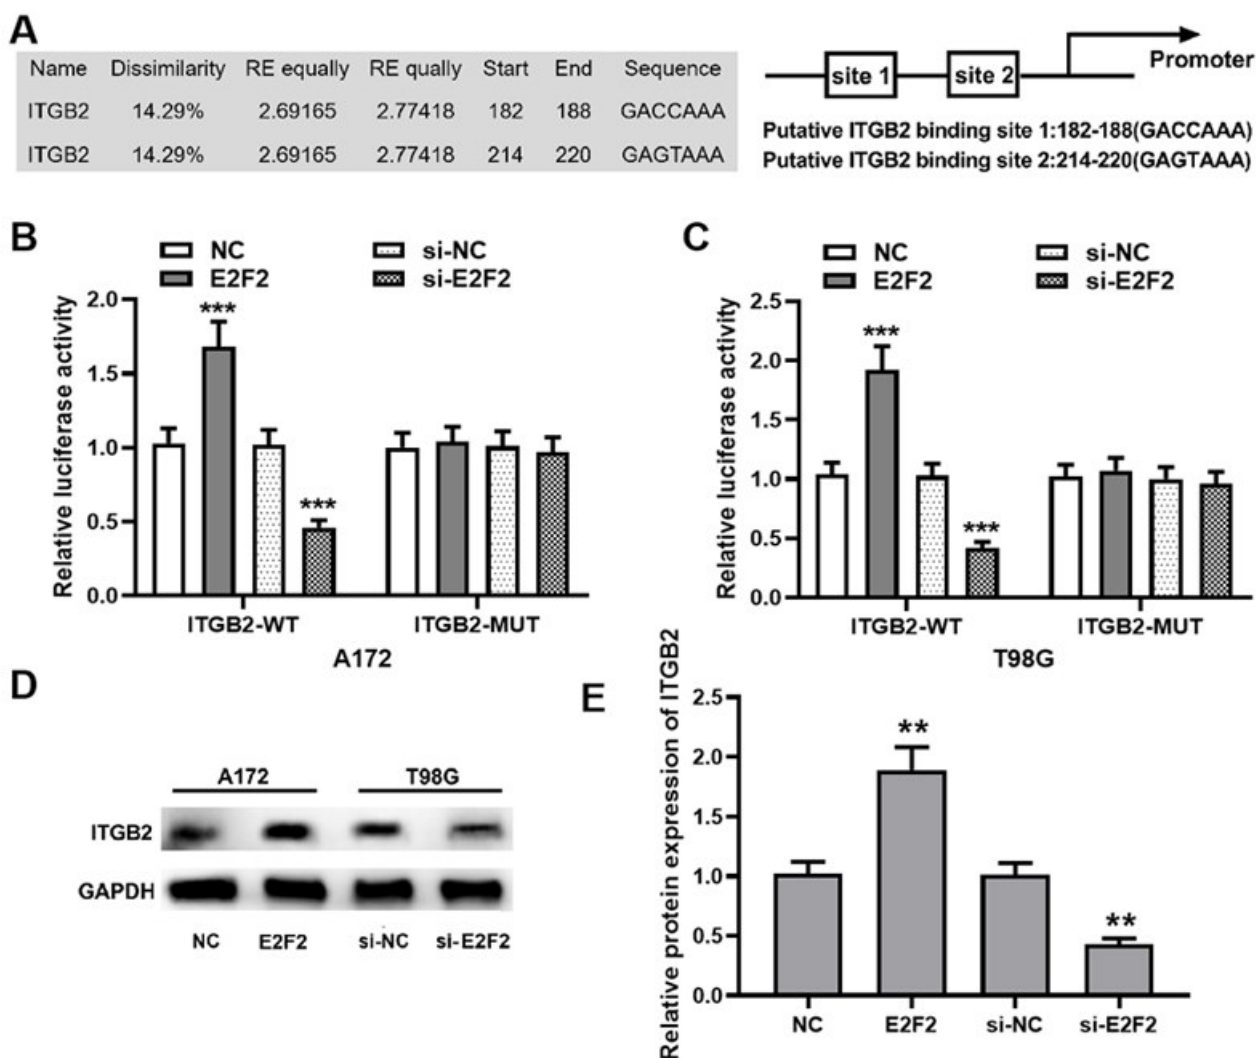 A
Name Dissimilarity RE equally RE qually Start End Sequence
ITGB2 14.29% 2.69165 2.77418 182 188 GACCAAA
ITGB2 14.29% 2.69165 2.77418 214 220 GAGTAAA
site 1 site 2 Promoter
Putative ITGB2 binding site 1:182-188(GACCAAA)
Putative ITGB2 binding site 2:214-220(GAGTAAA)
B
NC si-NC
E2F2 si-E2F2
Relative luciferase activity
2.0
1.5
1.0
0.5
0.0
***
***
ITGB2-WT ITGB2-MUT
A172
C
NC si-NC
E2F2 si-E2F2
Relative luciferase activity
2.5
2.0
1.5
1.0
0.5
0.0
***
***
ITGB2-WT ITGB2-MUT
T98G
D
A172 T98G
ITGB2
GAPDH
NC E2F2 si-NC si-E2F2
E
Relative protein expression of ITGB2
2.5
2.0
1.5
1.0
0.5
0.0
**
**
NC E2F2 si-NC si-E2F2